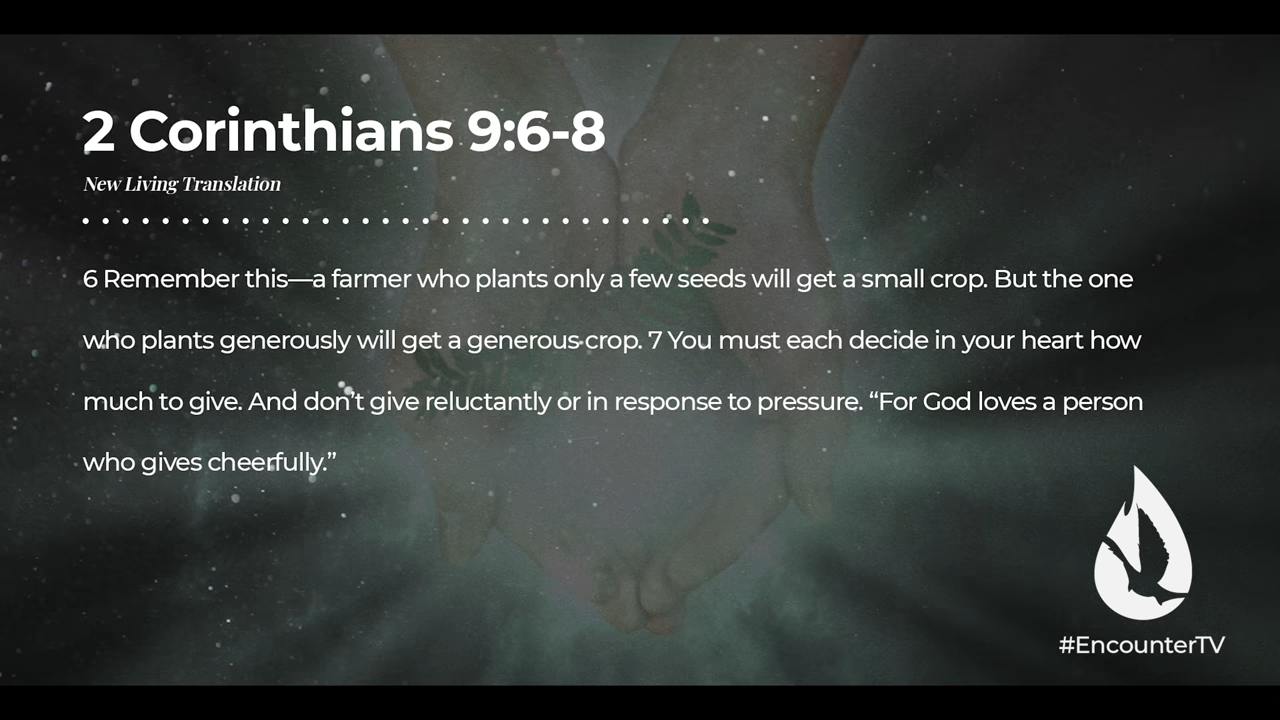 2 Corinthians 9:6-8
New Living Translation
6 Remember this—a farmer who plants only a few seeds will get a small crop. But the one
who plants generously will get a generous crop. 7 You must each decide in your heart how
much to give. And don’t give reluctantly or in response to pressure. “For God loves a person
who gives cheerfully.”
#EncounterTV